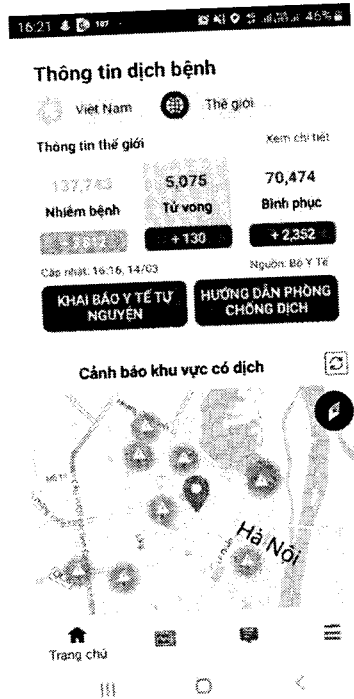 16:21 46%
Thông tin dịch bệnh
Việt Nam Thế giới
Thông tin thế giới Xem chi tiết
137,743 5,075 70,474
Nhiễm bệnh Tử vong Bình phục
+130 +2,352
Cập nhật: 16:16, 14/03 Nguồn: Bộ Y Tế
KHAI BÁO Y TẾ TỰ NGUYỆN
HƯỚNG DẪN PHÒNG CHỐNG DỊCH
Cảnh báo khu vực có dịch
Hà Nội
Trang chủ